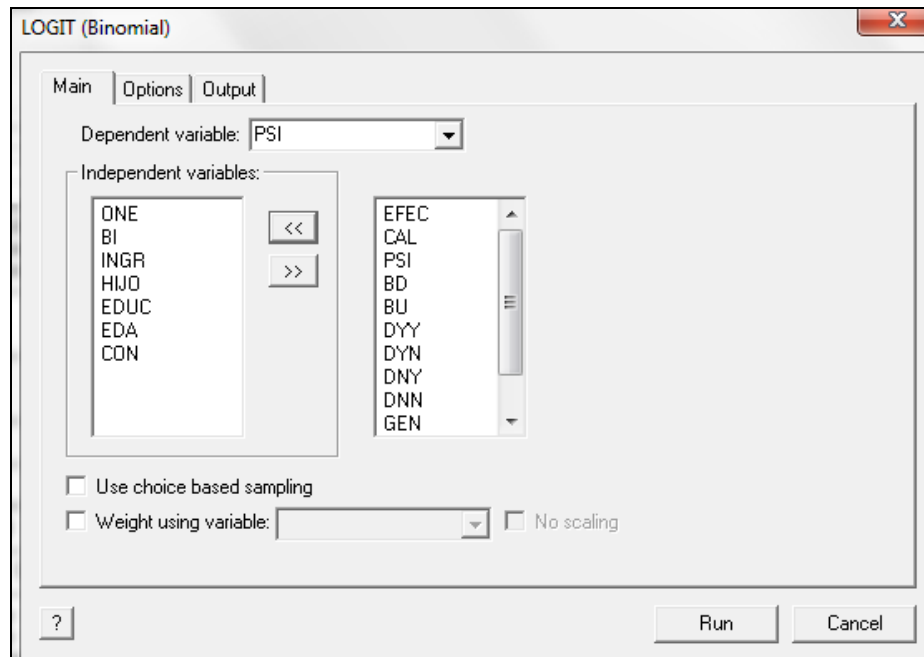 LOGIT (Binomial)
x
Main Options Output
Dependent variable: PSI
Independent variables:
ONE
BI
INGR
HIJO
EDUC
EDA
CON
<<
>>
EFEC
CAL
PSI
BD
BU
DYY
DYN
DNY
DNN
GEN
Use choice based sampling
Weight using variable: No scaling
? Run Cancel